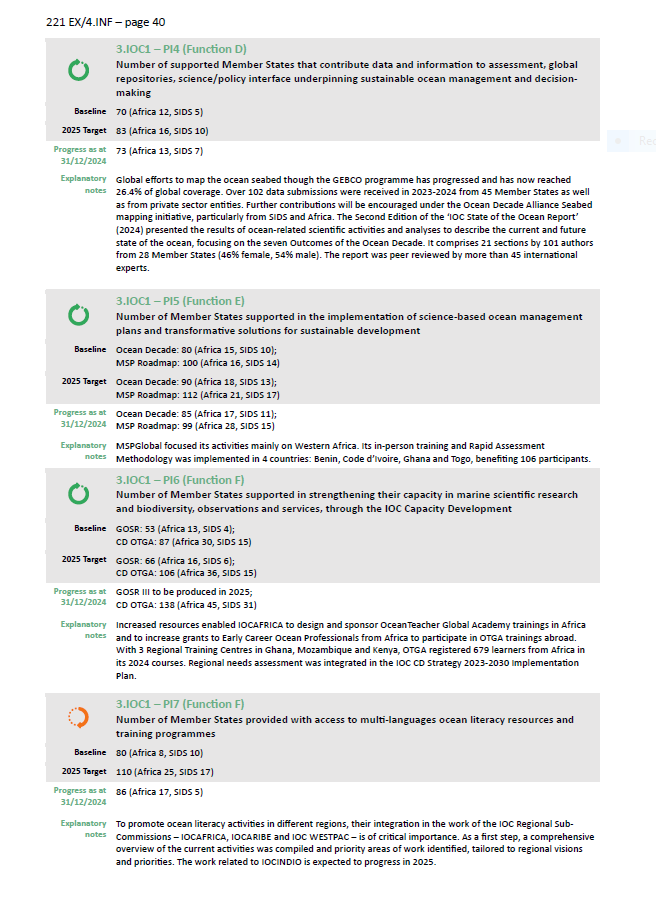 221 EX/4.INF – page 40
3.IOC1 – PI4 (Function D)
Number of supported Member States that contribute data and information to assessment, global
repositories, science/policy interface underpinning sustainable ocean management and decision-
making
Baseline 70 (Africa 12, SIDS 5)
2025 Target 83 (Africa 16, SIDS 10)
Progress as at 73 (Africa 13, SIDS 7)
31/12/2024
Explanatory Global efforts to map the ocean seabed though the GEBCO programme has progressed and has now reached
notes 26.4% of global coverage. Over 102 data submissions were received in 2023-2024 from 45 Member States as well
as from private sector entities. Further contributions will be encouraged under the Ocean Decade Alliance Seabed
mapping initiative, particularly from SIDS and Africa. The Second Edition of the ‘IOC State of the Ocean Report’
(2024) presented the results of ocean-related scientific activities and analyses to describe the current and future
state of the ocean, focusing on the seven Outcomes of the Ocean Decade. It comprises 21 sections by 101 authors
from 28 Member States (46% female, 54% male). The report was peer reviewed by more than 45 international
experts.
3.IOC1 – PI5 (Function E)
Number of Member States supported in the implementation of science-based ocean management
plans and transformative solutions for sustainable development
Baseline Ocean Decade: 80 (Africa 15, SIDS 10);
MSP Roadmap: 100 (Africa 16, SIDS 14)
2025 Target Ocean Decade: 90 (Africa 18, SIDS 13);
MSP Roadmap: 112 (Africa 21, SIDS 17)
Progress as at Ocean Decade: 85 (Africa 17, SIDS 11);
31/12/2024 MSP Roadmap: 99 (Africa 28, SIDS 15)
Explanatory MSPGlobal focused its activities mainly on Western Africa. Its in-person training and Rapid Assessment
notes Methodology was implemented in 4 countries: Benin, Code d’Ivoire, Ghana and Togo, benefiting 106 participants.
3.IOC1 – PI6 (Function F)
Number of Member States supported in strengthening their capacity in marine scientific research
and biodiversity, observations and services, through the IOC Capacity Development
Baseline GOSR: 53 (Africa 13, SIDS 4);
CD OTGA: 87 (Africa 30, SIDS 15)
2025 Target GOSR: 66 (Africa 16, SIDS 6);
CD OTGA: 106 (Africa 36, SIDS 15)
Progress as at GOSR III to be produced in 2025;
31/12/2024 CD OTGA: 138 (Africa 45, SIDS 31)
Explanatory Increased resources enabled IOCAFRICA to design and sponsor OceanTeacher Global Academy trainings in Africa
notes and to increase grants to Early Career Ocean Professionals from Africa to participate in OTGA trainings abroad.
With 3 Regional Training Centres in Ghana, Mozambique and Kenya, OTGA registered 679 learners from Africa in
its 2024 courses. Regional needs assessment was integrated in the IOC CD Strategy 2023-2030 Implementation
Plan.
3.IOC1 – PI7 (Function F)
Number of Member States provided with access to multi-languages ocean literacy resources and
training programmes
Baseline 80 (Africa 8, SIDS 10)
2025 Target 110 (Africa 25, SIDS 17)
Progress as at 86 (Africa 17, SIDS 5)
31/12/2024
Explanatory To promote ocean literacy activities in different regions, their integration in the work of the IOC Regional Sub-
notes Commissions – IOCAFRICA, IOCARIBE and IOC WESTPAC – is of critical importance. As a first step, a comprehensive
overview of the current activities was compiled and priority areas of work identified, tailored to regional visions
and priorities. The work related to IOCINDIO is expected to progress in 2025.